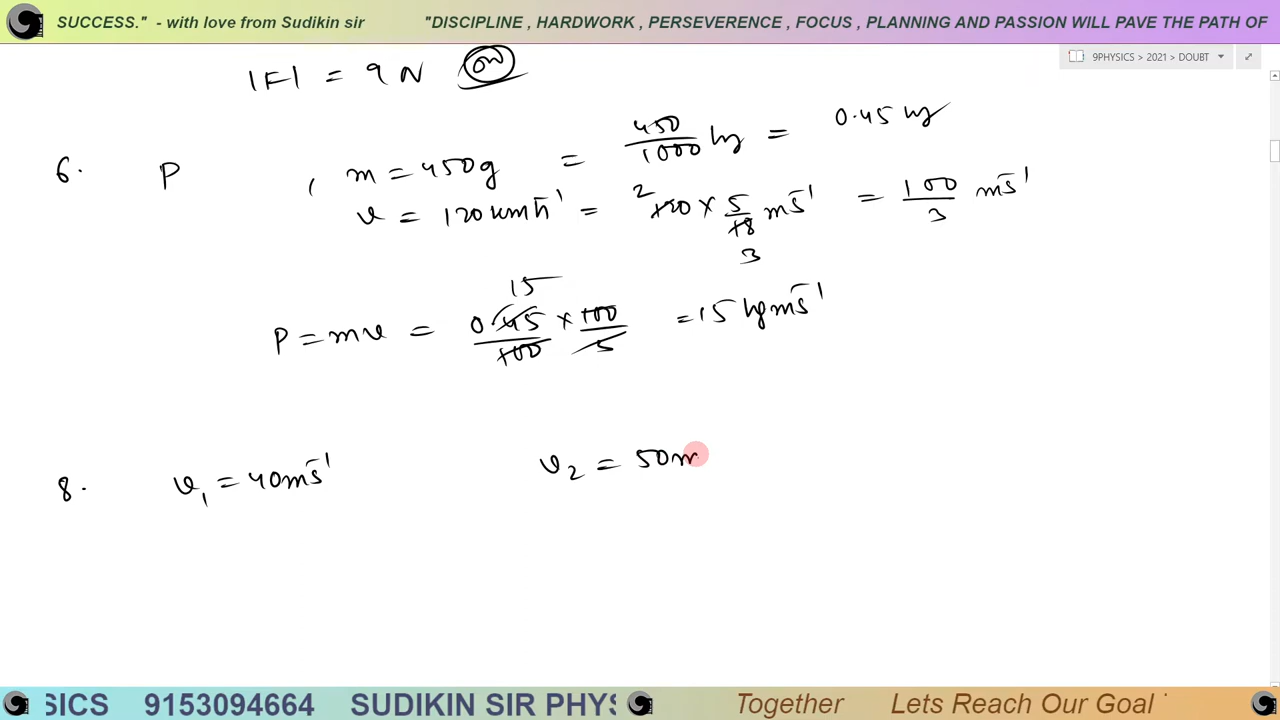 SUCCESS." - with love from Sudikin sir "DISCIPLINE , HARDWORK , PERSEVERENCE , FOCUS , PLANNING AND PASSION WILL PAVE THE PATH OF
9PHYSICS > 2021 > DOUBT
|F| = 9 N
6. P , m = 450g = 450/1000 kg = 0.45 kg
v = 120 kmh⁻¹ = 2 120 × 5/18 3 ms⁻¹ = 100/3 ms⁻¹
15
P = mv = 0.45/100 × 100/3 = 15 kgms⁻¹
8. v₁ = 40ms⁻¹ v₂ = 50m
SICS 9153094664 SUDIKIN SIR PHYS Together Lets Reach Our Goal